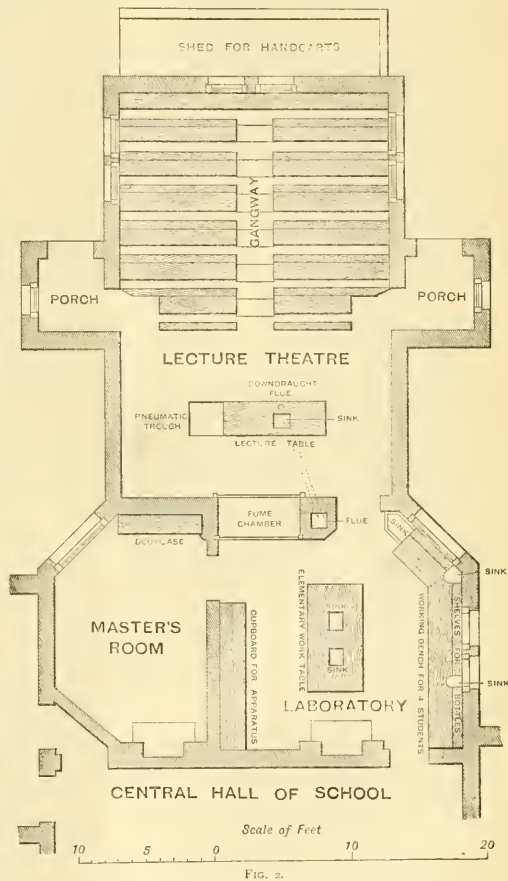 SHED FOR HANDCARTS
GANGWAY
PORCH
PORCH
LECTURE THEATRE
DOWNDRAUGHT
FLUE
PNEUMATIC
TROUGH
SINK
LECTURE TABLE
FUME
CHAMBER
FLUE
BOOKCASE
SINK
SINK
ELEMENTARY WORK TABLE
SINK
SINK
CUPBOARD FOR APPARATUS
MASTER'S
ROOM
WORKING BENCH FOR 4 STUDENTS
SHELVES FOR BOTTLES
SINK
LABORATORY
CENTRAL HALL OF SCHOOL
Scale of Feet
10 5 0 10 20
FIG. 2.